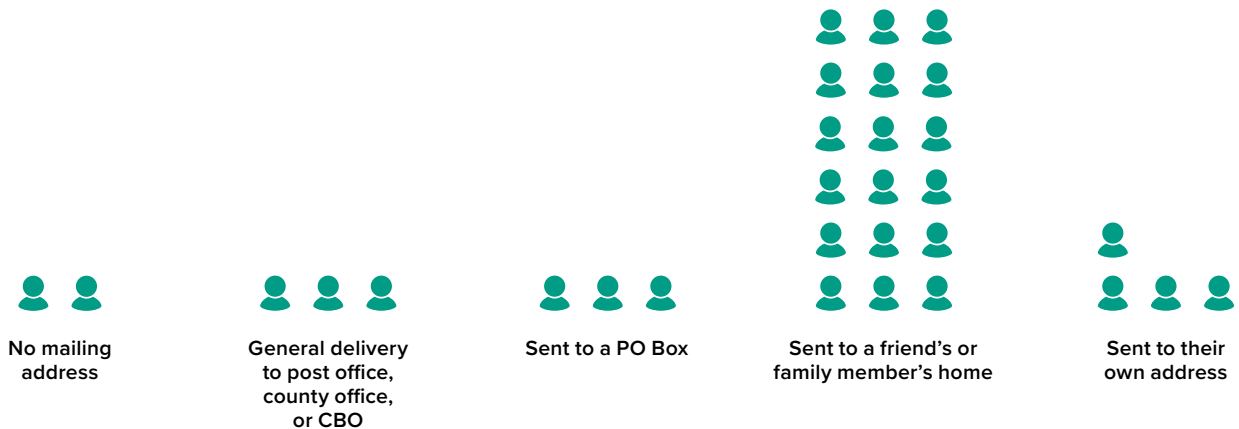 No mailing
address
General delivery
to post office,
county office,
or CBO
Sent to a PO Box
Sent to a friend’s or
family member’s home
Sent to their
own address